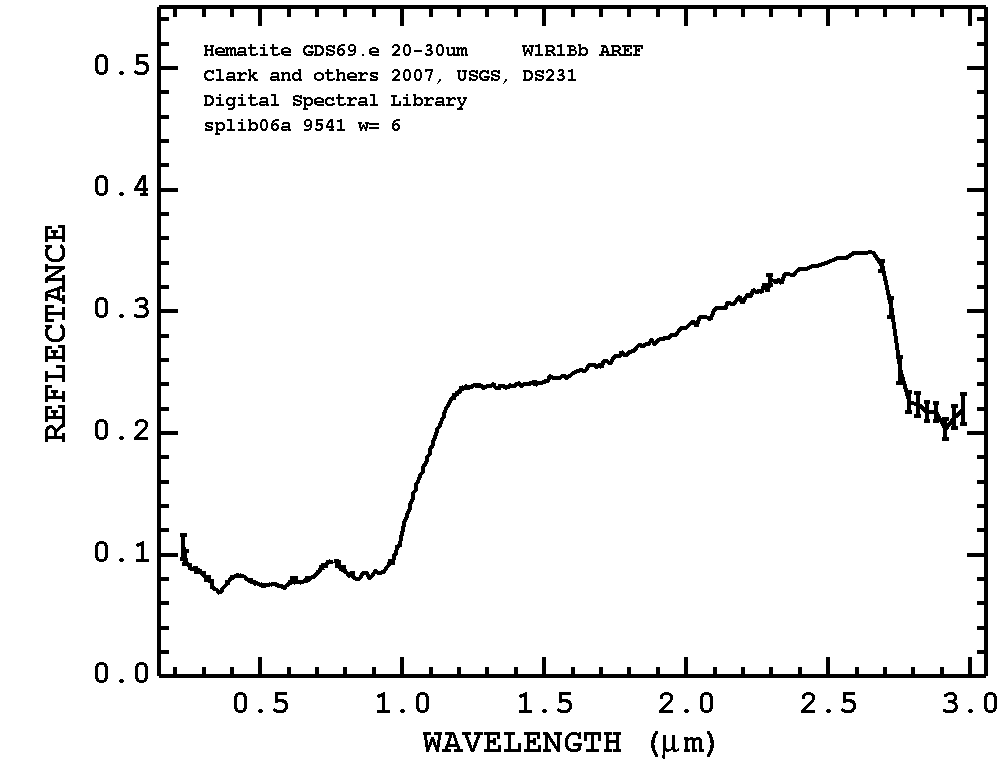 Hematite GDS69.e 20-30um W1R1Bb AREF
Clark and others 2007, USGS, DS231
Digital Spectral Library
splib06a 9541 w= 6
REFLECTANCE
0.5
0.4
0.3
0.2
0.1
0.0
0.5 1.0 1.5 2.0 2.5 3.0
WAVELENGTH (μm)